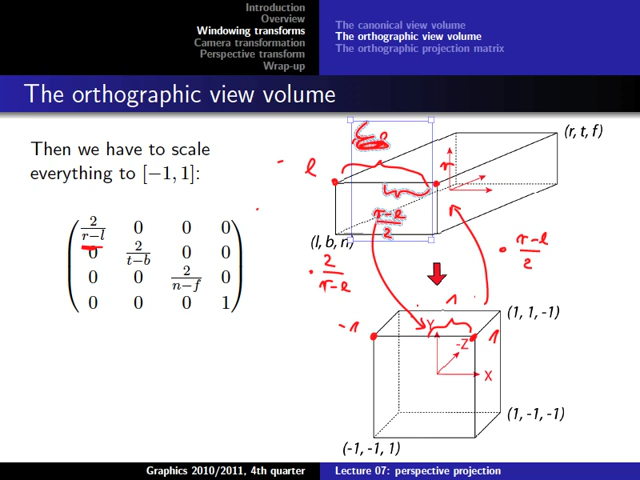 Introduction
Overview
Windowing transforms
Camera transformation
Perspective transform
Wrap-up
The canonical view volume
The orthographic view volume
The orthographic projection matrix
The orthographic view volume
Then we have to scale
everything to [−1, 1]:
2/(r−l) 0 0 0
0 2/(t−b) 0 0
0 0 2/(n−f) 0
0 0 0 1
(r, t, f)
l
r
r-l
2
(l, b, n)
· 2/(r-l)
· r-l/2
1
(1, 1, -1)
-1
Y
1
-Z
X
(1, -1, -1)
(-1, -1, 1)
Graphics 2010/2011, 4th quarter
Lecture 07: perspective projection